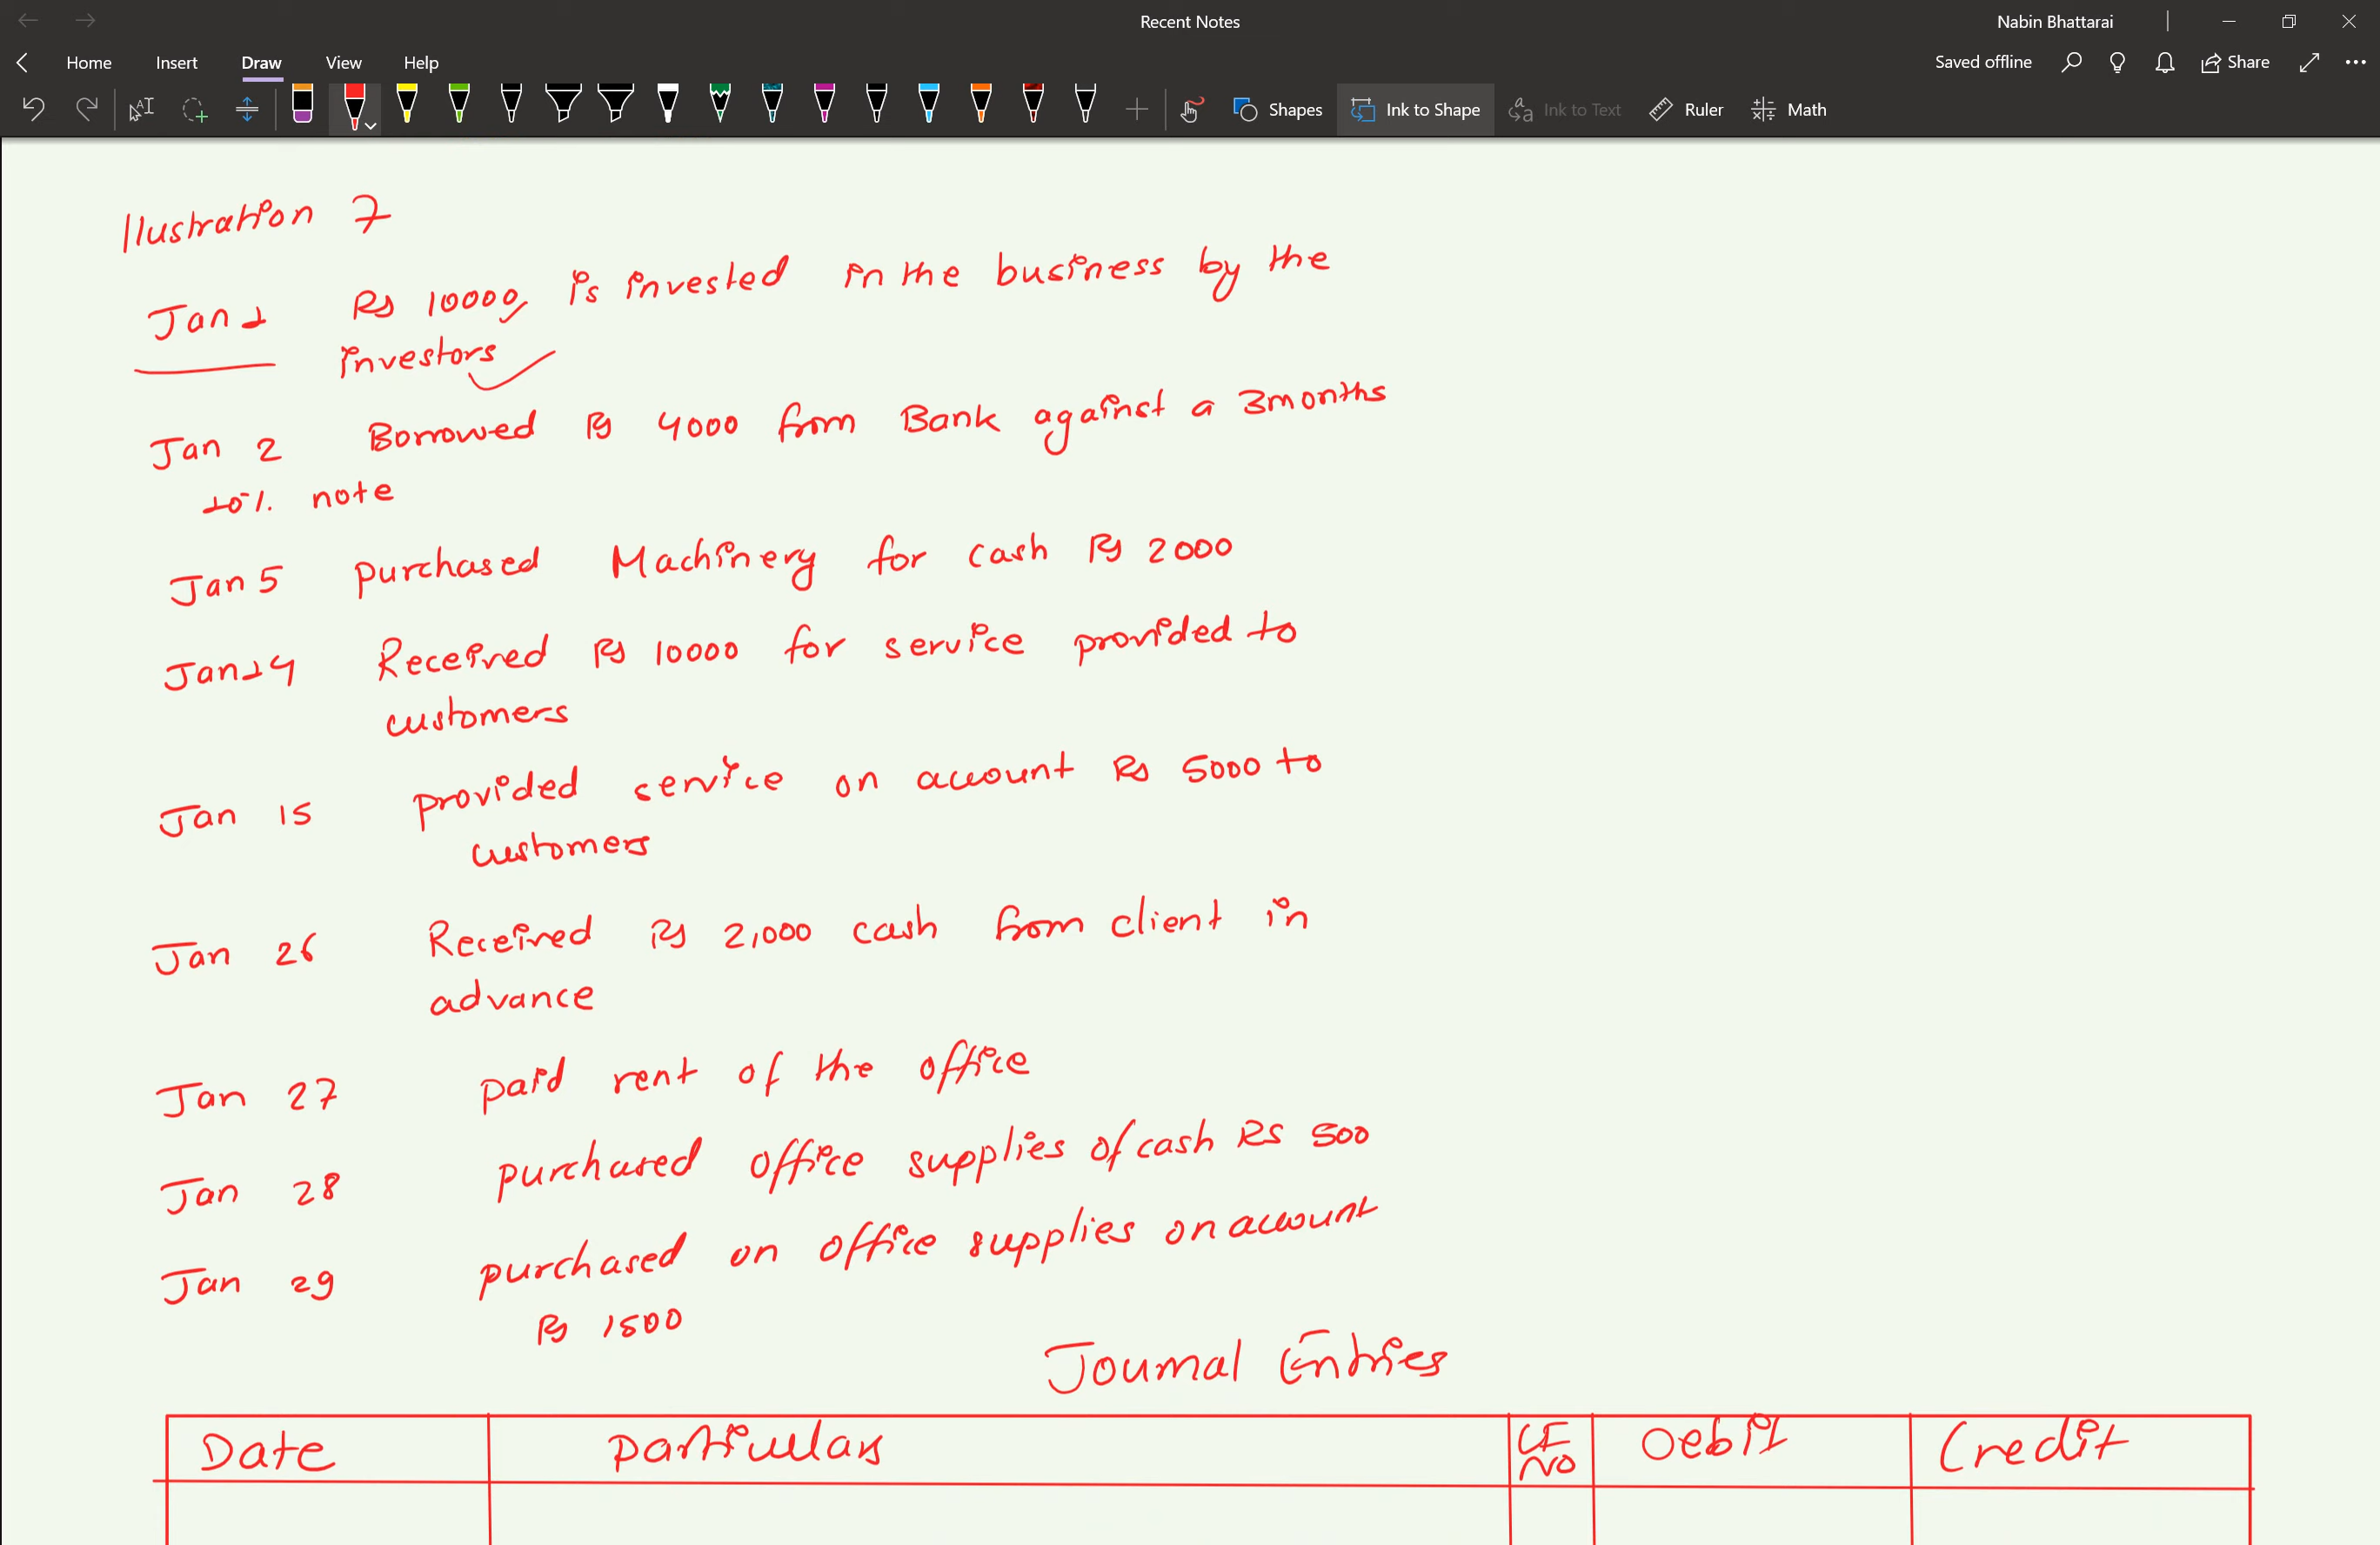 Recent Notes
Nabin Bhattarai
Home Insert Draw View Help
Saved offline
Share
Shapes
Ink to Shape
Ink to Text
Ruler
Math
Illustration 7
Jan 1 Rs 10000 is invested in the business by the
investors
Jan 2 Borrowed Rs 4000 from Bank against a 3months
10%. note
Jan 5 purchased Machinery for cash Rs 2000
Jan 14 Received Rs 10000 for service provided to
customers
Jan 15 provided service on account Rs 5000 to
customers
Jan 26 Received Rs 2,000 cash from client in
advance
Jan 27 paid rent of the office
Jan 28 purchased office supplies of cash Rs 500
Jan 29 purchased on office supplies on account
Rs 1500
Journal Entries
Date Particulars LF NO Debit Credit